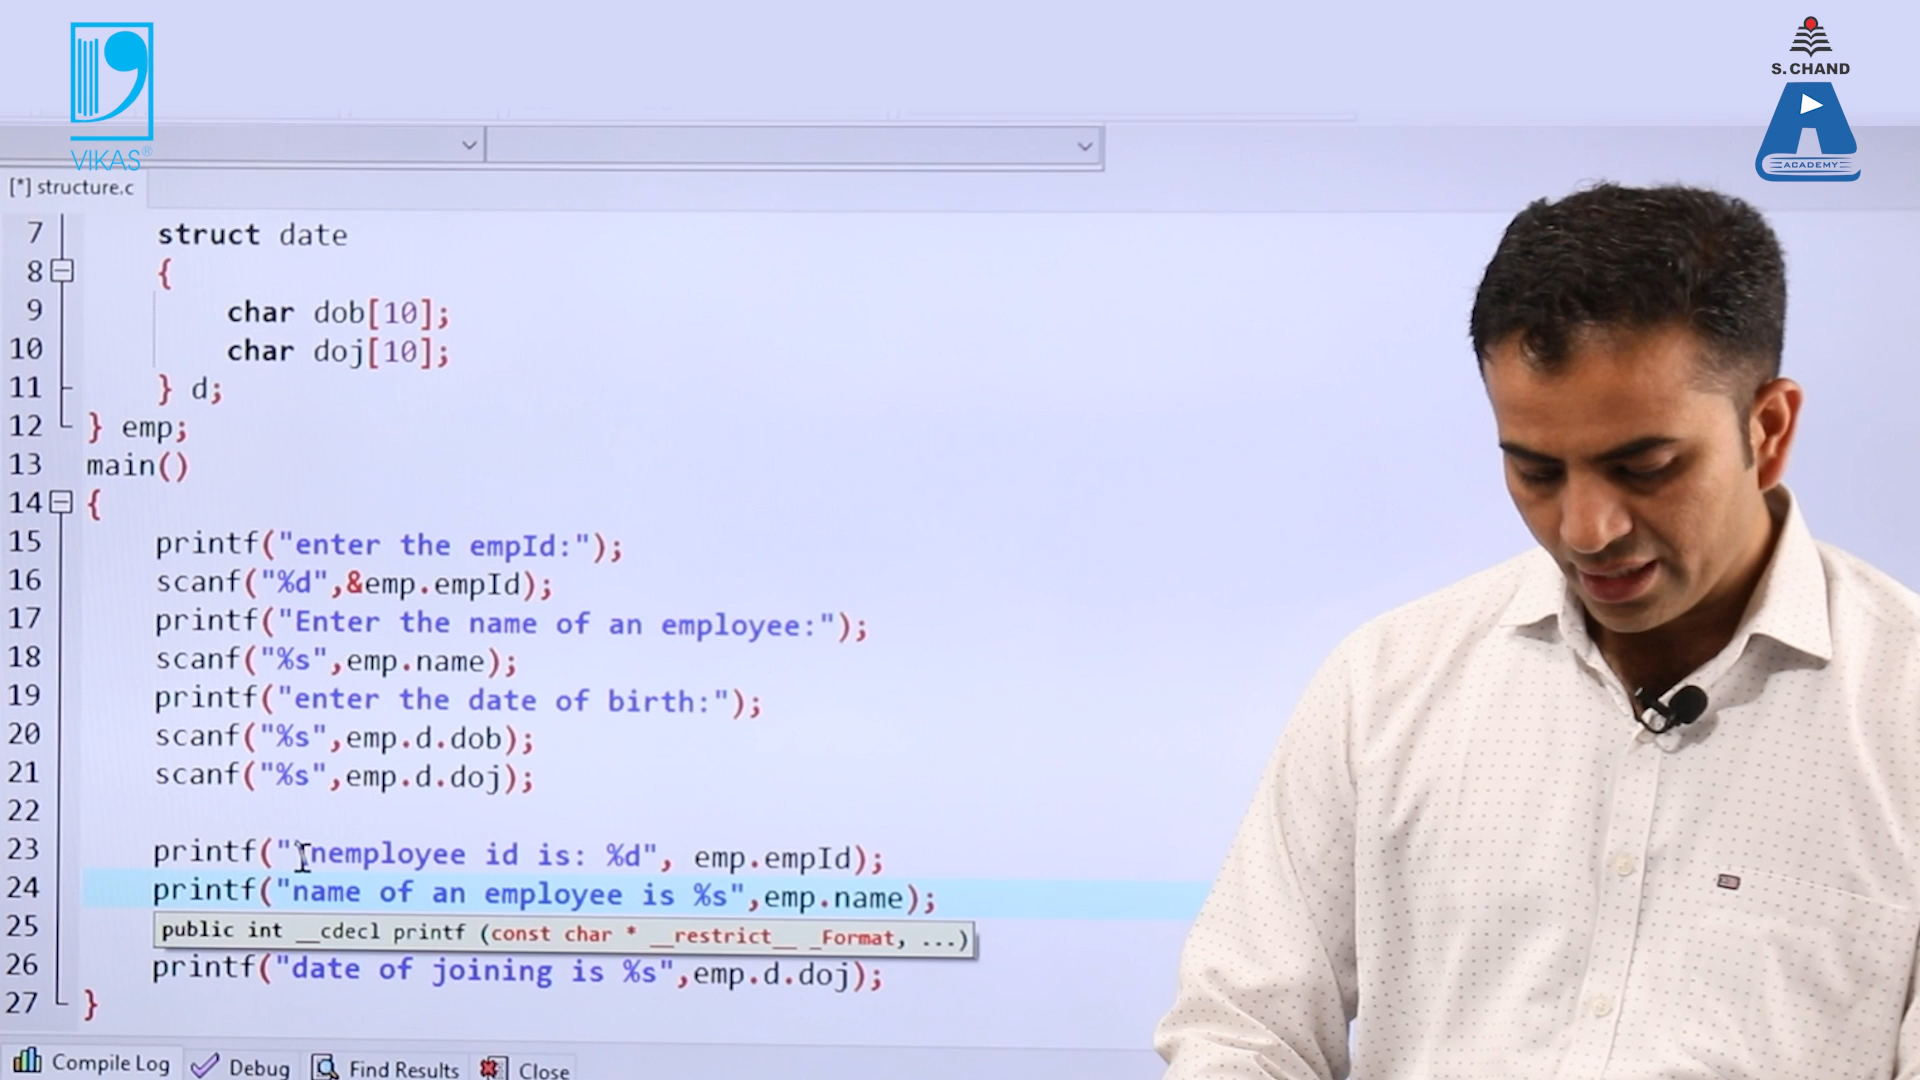 VIKAS®
S. CHAND
ACADEMY
[*] structure.c
7 struct date
8 {
9 char dob[10];
10 char doj[10];
11 } d;
12 } emp;
13 main()
14 {
15 printf("enter the empId:");
16 scanf("%d",&emp.empId);
17 printf("Enter the name of an employee:");
18 scanf("%s",emp.name);
19 printf("enter the date of birth:");
20 scanf("%s",emp.d.dob);
21 scanf("%s",emp.d.doj);
22
23 printf("\nemployee id is: %d", emp.empId);
24 printf("name of an employee is %s",emp.name);
25
public int __cdecl printf (const char * __restrict__ _Format, ...)
26 printf("date of joining is %s",emp.d.doj);
27 }
Compile Log Debug Find Results Close